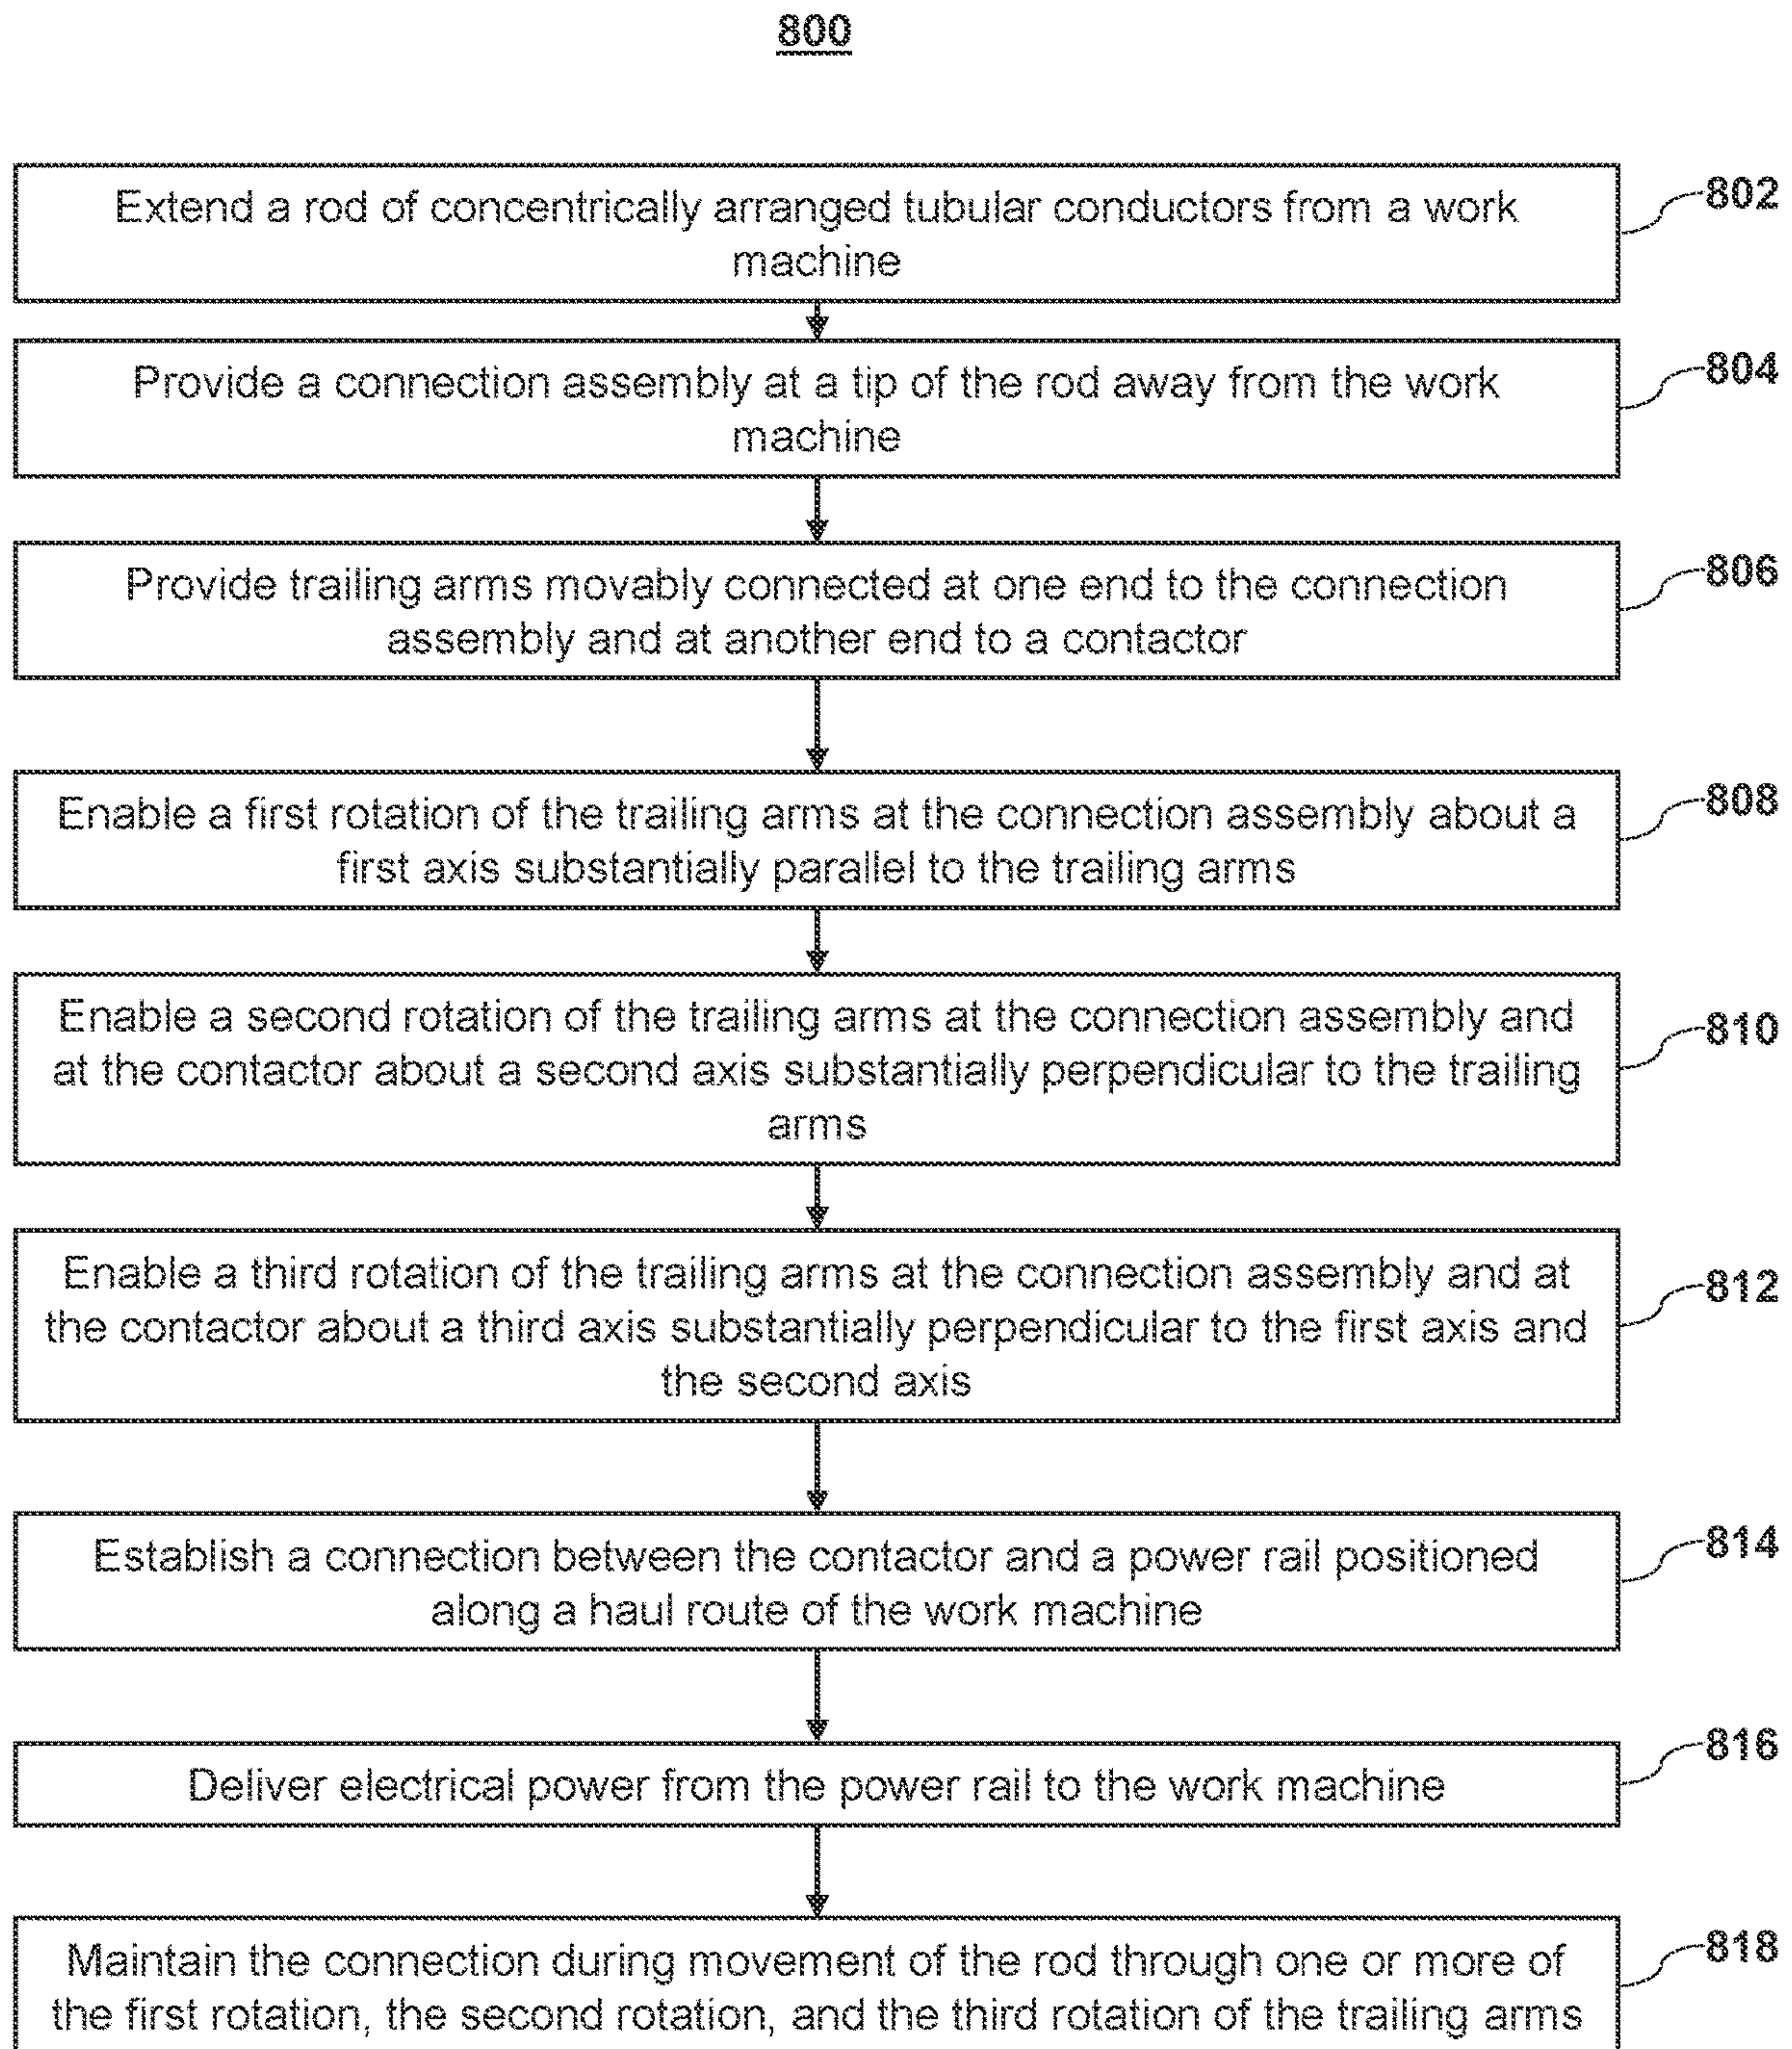 800
Extend a rod of concentrically arranged tubular conductors from a work
machine
802
Provide a connection assembly at a tip of the rod away from the work
machine
804
Provide trailing arms movably connected at one end to the connection
assembly and at another end to a contactor
806
Enable a first rotation of the trailing arms at the connection assembly about a
first axis substantially parallel to the trailing arms
808
Enable a second rotation of the trailing arms at the connection assembly and
at the contactor about a second axis substantially perpendicular to the trailing
arms
810
Enable a third rotation of the trailing arms at the connection assembly and at
the contactor about a third axis substantially perpendicular to the first axis and
the second axis
812
Establish a connection between the contactor and a power rail positioned
along a haul route of the work machine
814
Deliver electrical power from the power rail to the work machine
816
Maintain the connection during movement of the rod through one or more of
the first rotation, the second rotation, and the third rotation of the trailing arms
818